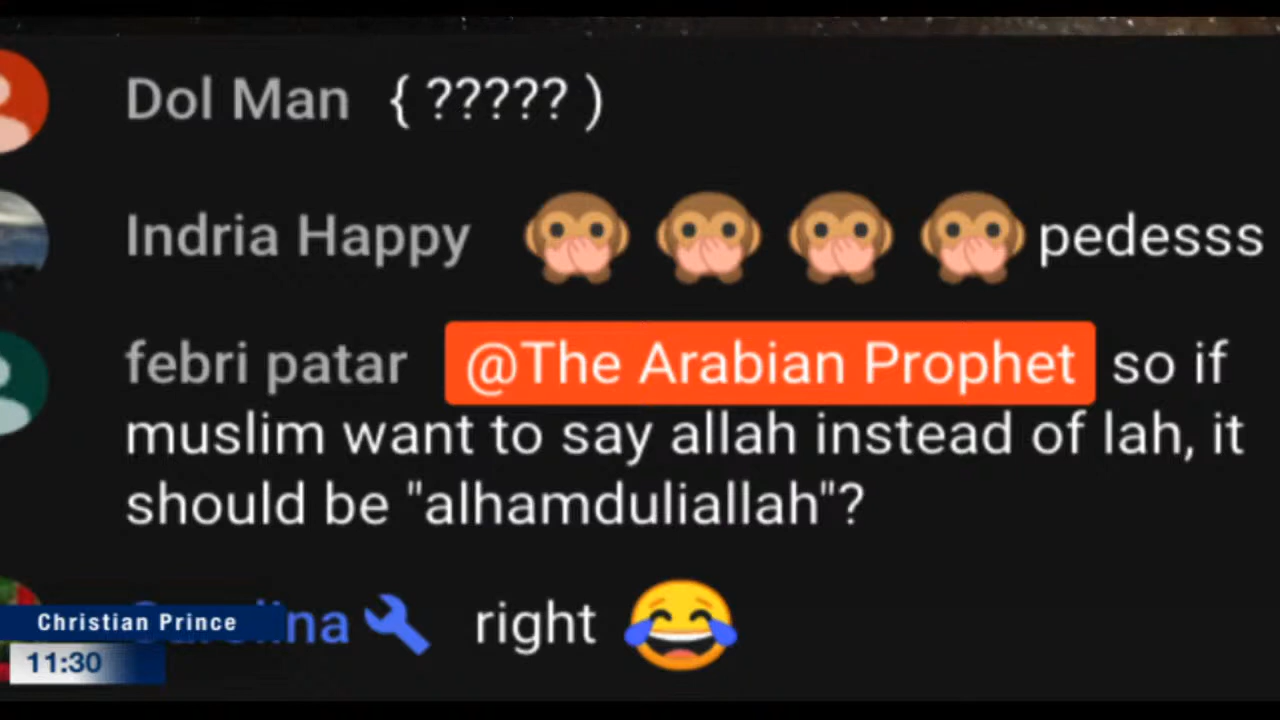 Dol Man { ????? )
Indria Happy 🙊 🙊 🙊 🙊 pedesss
febri patar @The Arabian Prophet so if
muslim want to say allah instead of lah, it
should be "alhamduliallah"?
right 😂
Christian Prince
11:30